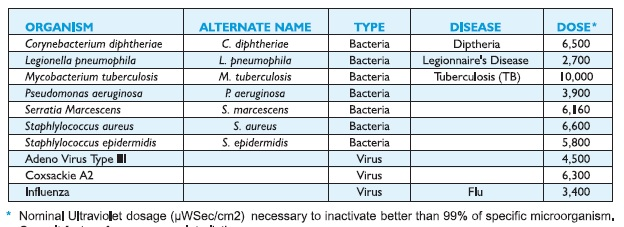 ORGANISM ALTERNATE NAME TYPE DISEASE DOSE*
Corynebacterium diphtheriae C. diphtheriae Bacteria Diptheria 6,500
Legionella pneumophila L. pneumophila Bacteria Legionnaire's Disease 2,700
Mycobacterium tuberculosis M. tuberculosis Bacteria Tuberculosis (TB) 10,000
Pseudomonas aeruginosa P. aeruginosa Bacteria 3,900
Serratia Marcescens S. marcescens Bacteria 6,160
Staphlylococcus aureus S. aureus Bacteria 6,600
Staphlylococcus epidermidis S. epidermidis Bacteria 5,800
Adeno Virus Type III Virus 4,500
Coxsackie A2 Virus 6,300
Influenza Virus Flu 3,400
* Nominal Ultraviolet dosage (µWSec/cm2) necessary to inactivate better than 99% of specific microorganism.